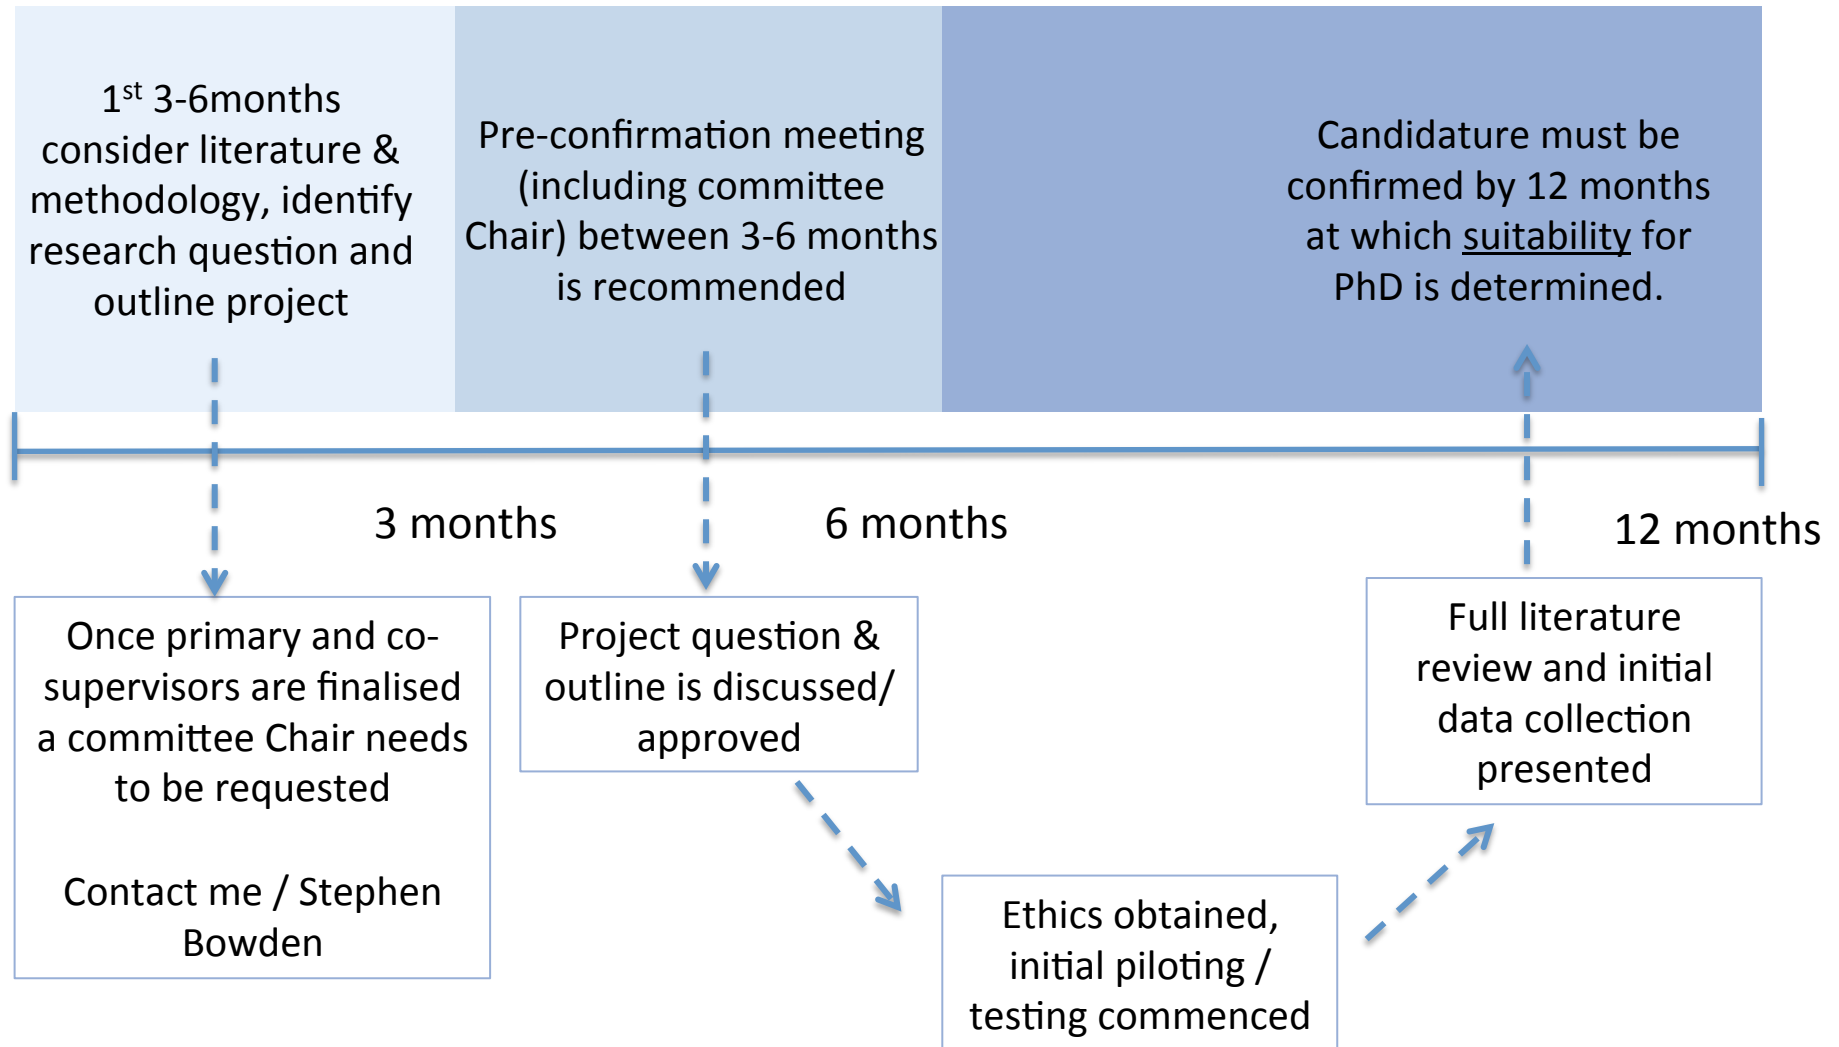 1st 3-6months
consider literature &
methodology, identify
research question and
outline project
Pre-confirmation meeting
(including committee
Chair) between 3-6 months
is recommended
Candidature must be
confirmed by 12 months
at which suitability for
PhD is determined.
3 months
6 months
12 months
Once primary and co-
supervisors are finalised
a committee Chair needs
to be requested
Contact me / Stephen
Bowden
Project question &
outline is discussed/
approved
Ethics obtained,
initial piloting /
testing commenced
Full literature
review and initial
data collection
presented